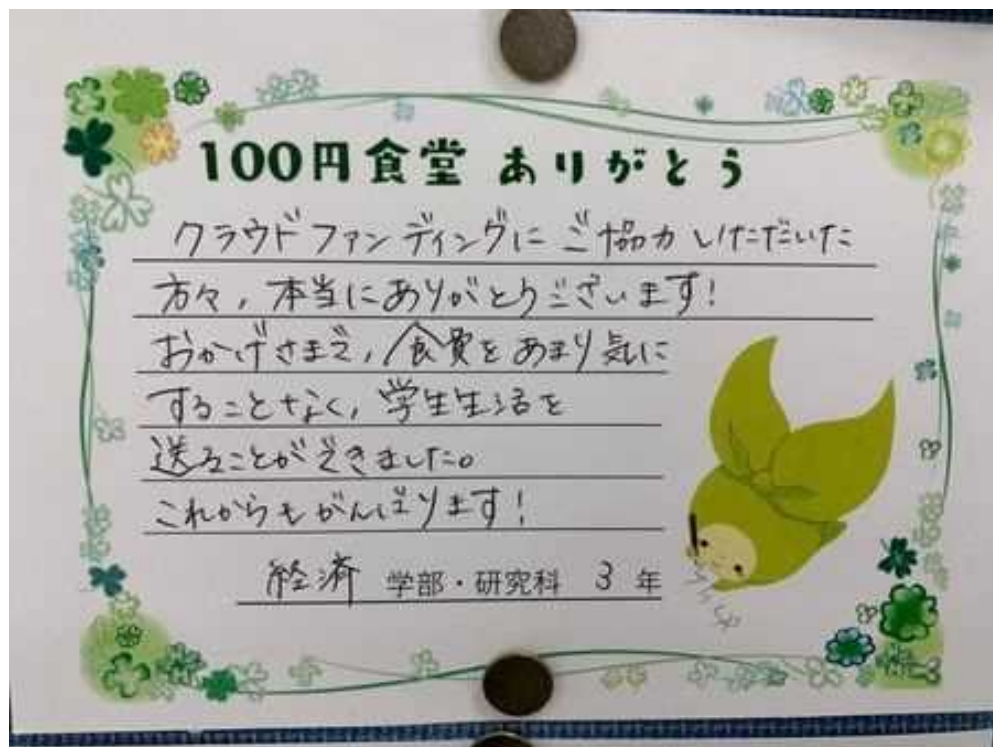 100円食堂 ありがとう
クラウドファンディングにご協力いただいた
方々，本当にありがとうございます！
おかげさまで，食費をあまり気に
することなく，学生生活を
送ることができました。
これからもがんばります！
経済 学部・研究科 3 年